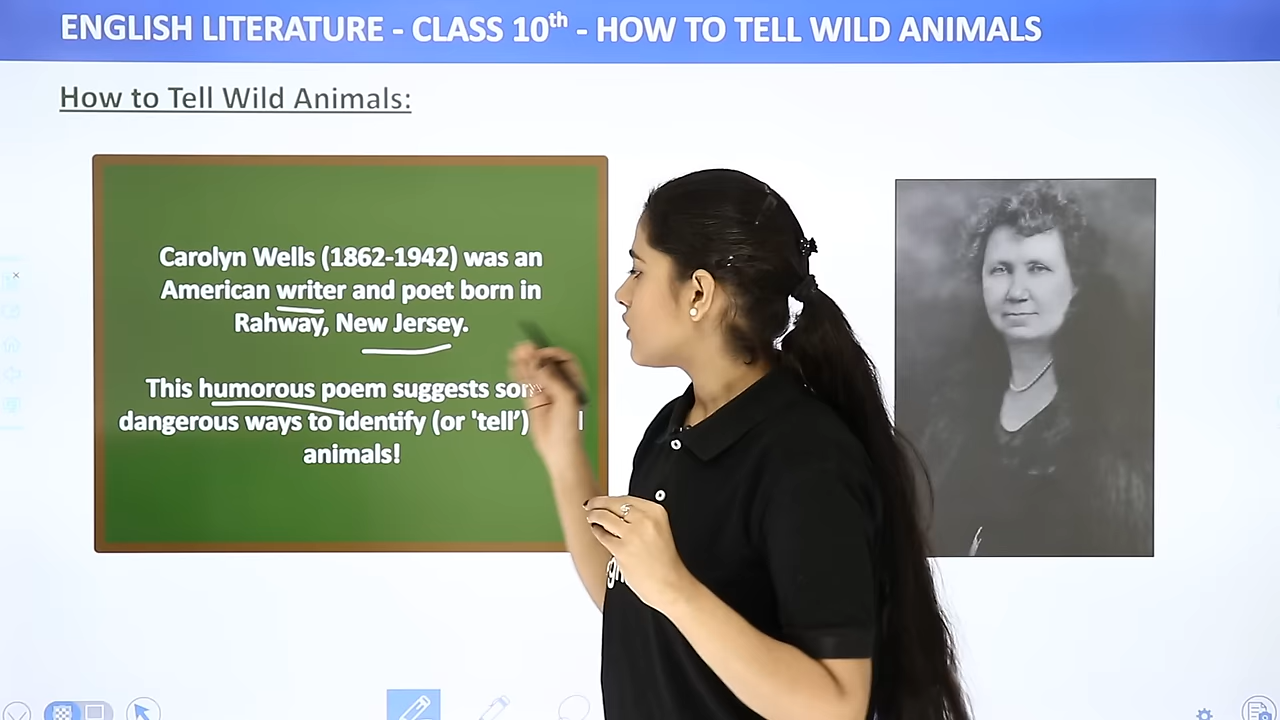 ENGLISH LITERATURE - CLASS 10th - HOW TO TELL WILD ANIMALS
How to Tell Wild Animals:
Carolyn Wells (1862-1942) was an
American writer and poet born in
Rahway, New Jersey.
This humorous poem suggests
dangerous ways to identify (or 'tell')
animals!